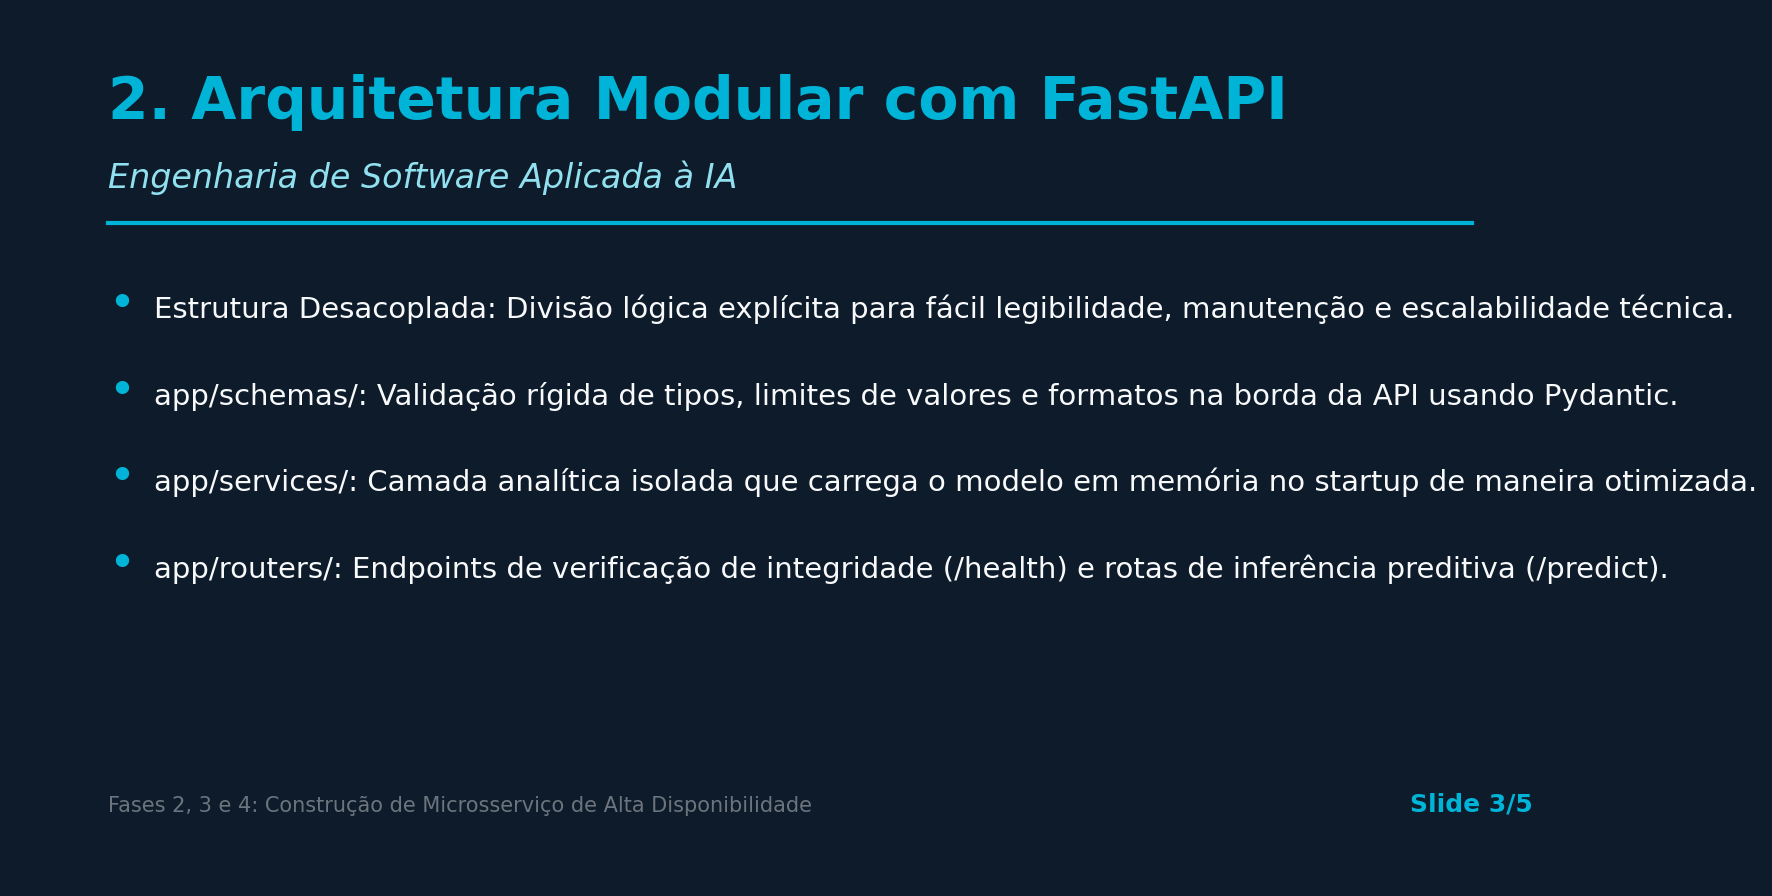 2. Arquitetura Modular com FastAPI
Engenharia de Software Aplicada à IA
• Estrutura Desacoplada: Divisão lógica explícita para fácil legibilidade, manutenção e escalabilidade técnica.
• app/schemas/: Validação rígida de tipos, limites de valores e formatos na borda da API usando Pydantic.
• app/services/: Camada analítica isolada que carrega o modelo em memória no startup de maneira otimizada.
• app/routers/: Endpoints de verificação de integridade (/health) e rotas de inferência preditiva (/predict).
Fases 2, 3 e 4: Construção de Microsserviço de Alta Disponibilidade
Slide 3/5